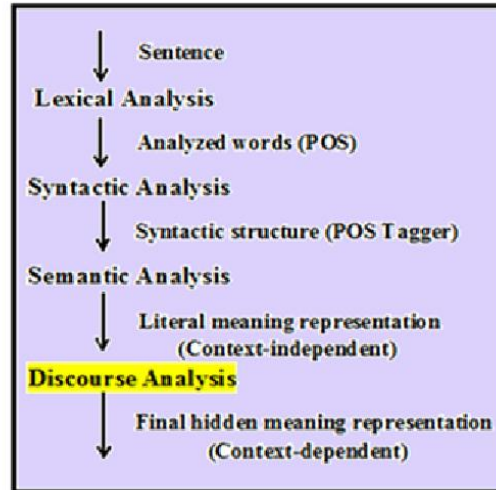 Sentence
Lexical Analysis
Analyzed words (POS)
Syntactic Analysis
Syntactic structure (POS Tagger)
Semantic Analysis
Literal meaning representation
(Context-independent)
Discourse Analysis
Final hidden meaning representation
(Context-dependent)